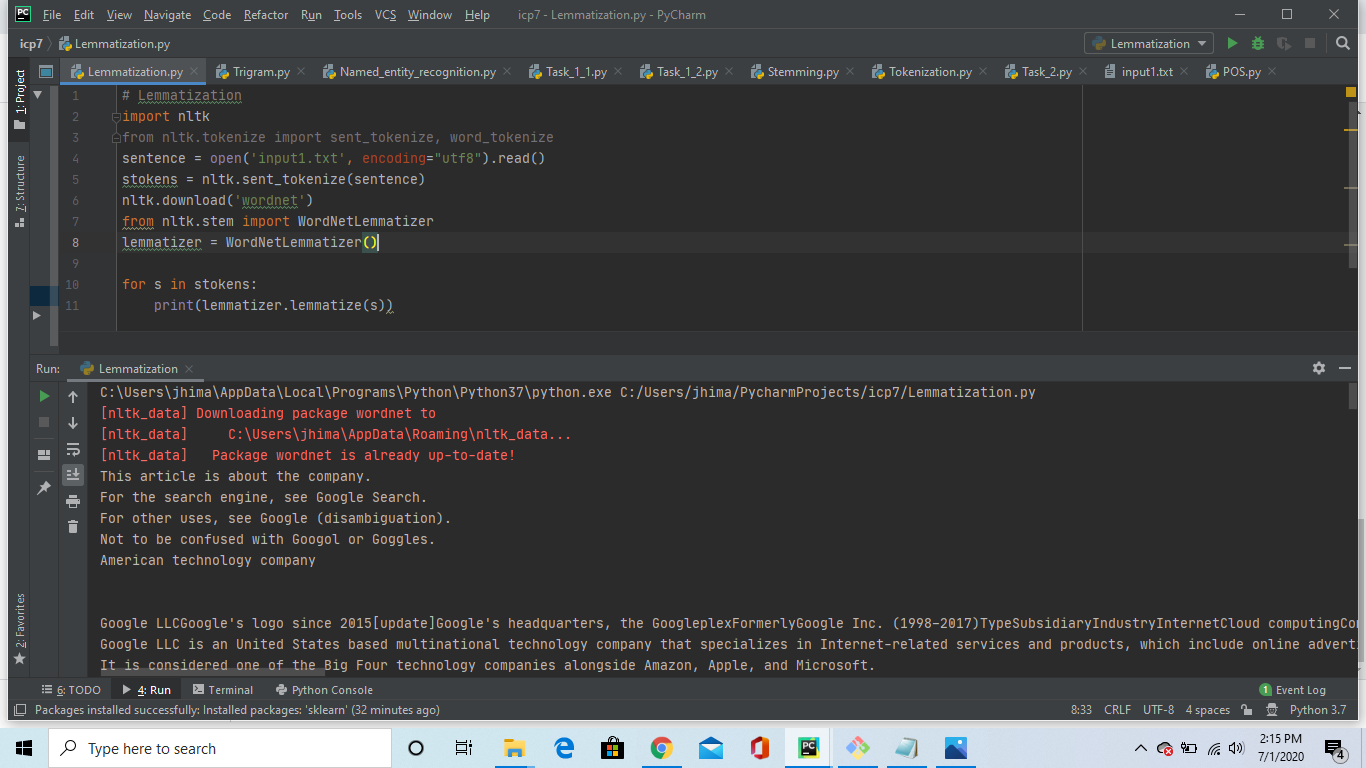 File Edit View Navigate Code Refactor Run Tools VCS Window Help icp7 - Lemmatization.py - PyCharm
icp7 Lemmatization.py Lemmatization
1: Project
7: Structure
2: Favorites
Lemmatization.py Trigram.py Named_entity_recognition.py Task_1_1.py Task_1_2.py Stemming.py Tokenization.py Task_2.py input1.txt POS.py
1 # Lemmatization
2 import nltk
3 from nltk.tokenize import sent_tokenize, word_tokenize
4 sentence = open('input1.txt', encoding="utf8").read()
5 stokens = nltk.sent_tokenize(sentence)
6 nltk.download('wordnet')
7 from nltk.stem import WordNetLemmatizer
8 lemmatizer = WordNetLemmatizer()
9
10 for s in stokens:
11 print(lemmatizer.lemmatize(s))
Run: Lemmatization
C:\Users\jhima\AppData\Local\Programs\Python\Python37\python.exe C:/Users/jhima/PycharmProjects/icp7/Lemmatization.py
[nltk_data] Downloading package wordnet to
[nltk_data] C:\Users\jhima\AppData\Roaming\nltk_data...
[nltk_data] Package wordnet is already up-to-date!
This article is about the company.
For the search engine, see Google Search.
For other uses, see Google (disambiguation).
Not to be confused with Googol or Goggles.
American technology company
Google LLCGoogle's logo since 2015[update]Google's headquarters, the GoogleplexFormerlyGoogle Inc. (1998–2017)TypeSubsidiaryIndustryInternetCloud computingCo
Google LLC is an United States based multinational technology company that specializes in Internet-related services and products, which include online adverti
It is considered one of the Big Four technology companies alongside Amazon, Apple, and Microsoft.
6: TODO 4: Run Terminal Python Console 1 Event Log
Packages installed successfully: Installed packages: 'sklearn' (32 minutes ago) 8:33 CRLF UTF-8 4 spaces Python 3.7
Type here to search
2:15 PM
7/1/2020
4